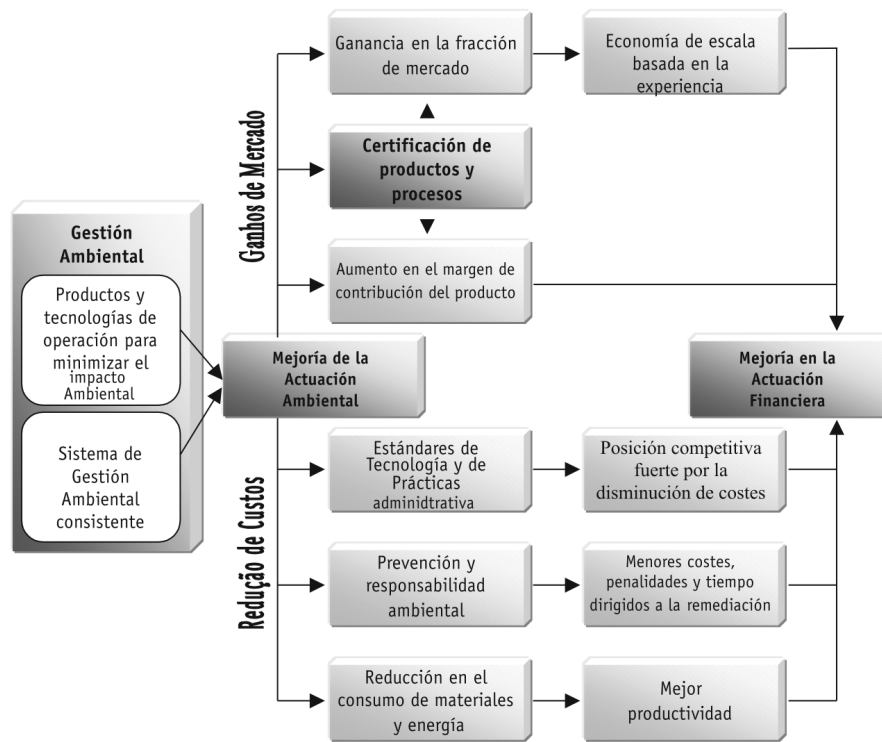 Gestión
Ambiental
Productos y
tecnologías de
operación para
minimizar el
impacto
Ambiental
Sistema de
Gestión
Ambiental
consistente
Mejoría de la
Actuación
Ambiental
Ganhos de Mercado
Ganancia en la fracción
de mercado
Economía de escala
basada en la
experiencia
Certificación de
productos y
procesos
Aumento en el margen de
contribución del producto
Redução de Custos
Estándares de
Tecnología y de
Prácticas
adminidtrativa
Posición competitiva
fuerte por la
disminución de costes
Prevención y
responsabilidad
ambiental
Menores costes,
penalidades y tiempo
dirigidos a la remediación
Reducción en el
consumo de materiales
y energía
Mejor
productividad
Mejoría en la
Actuación
Financiera